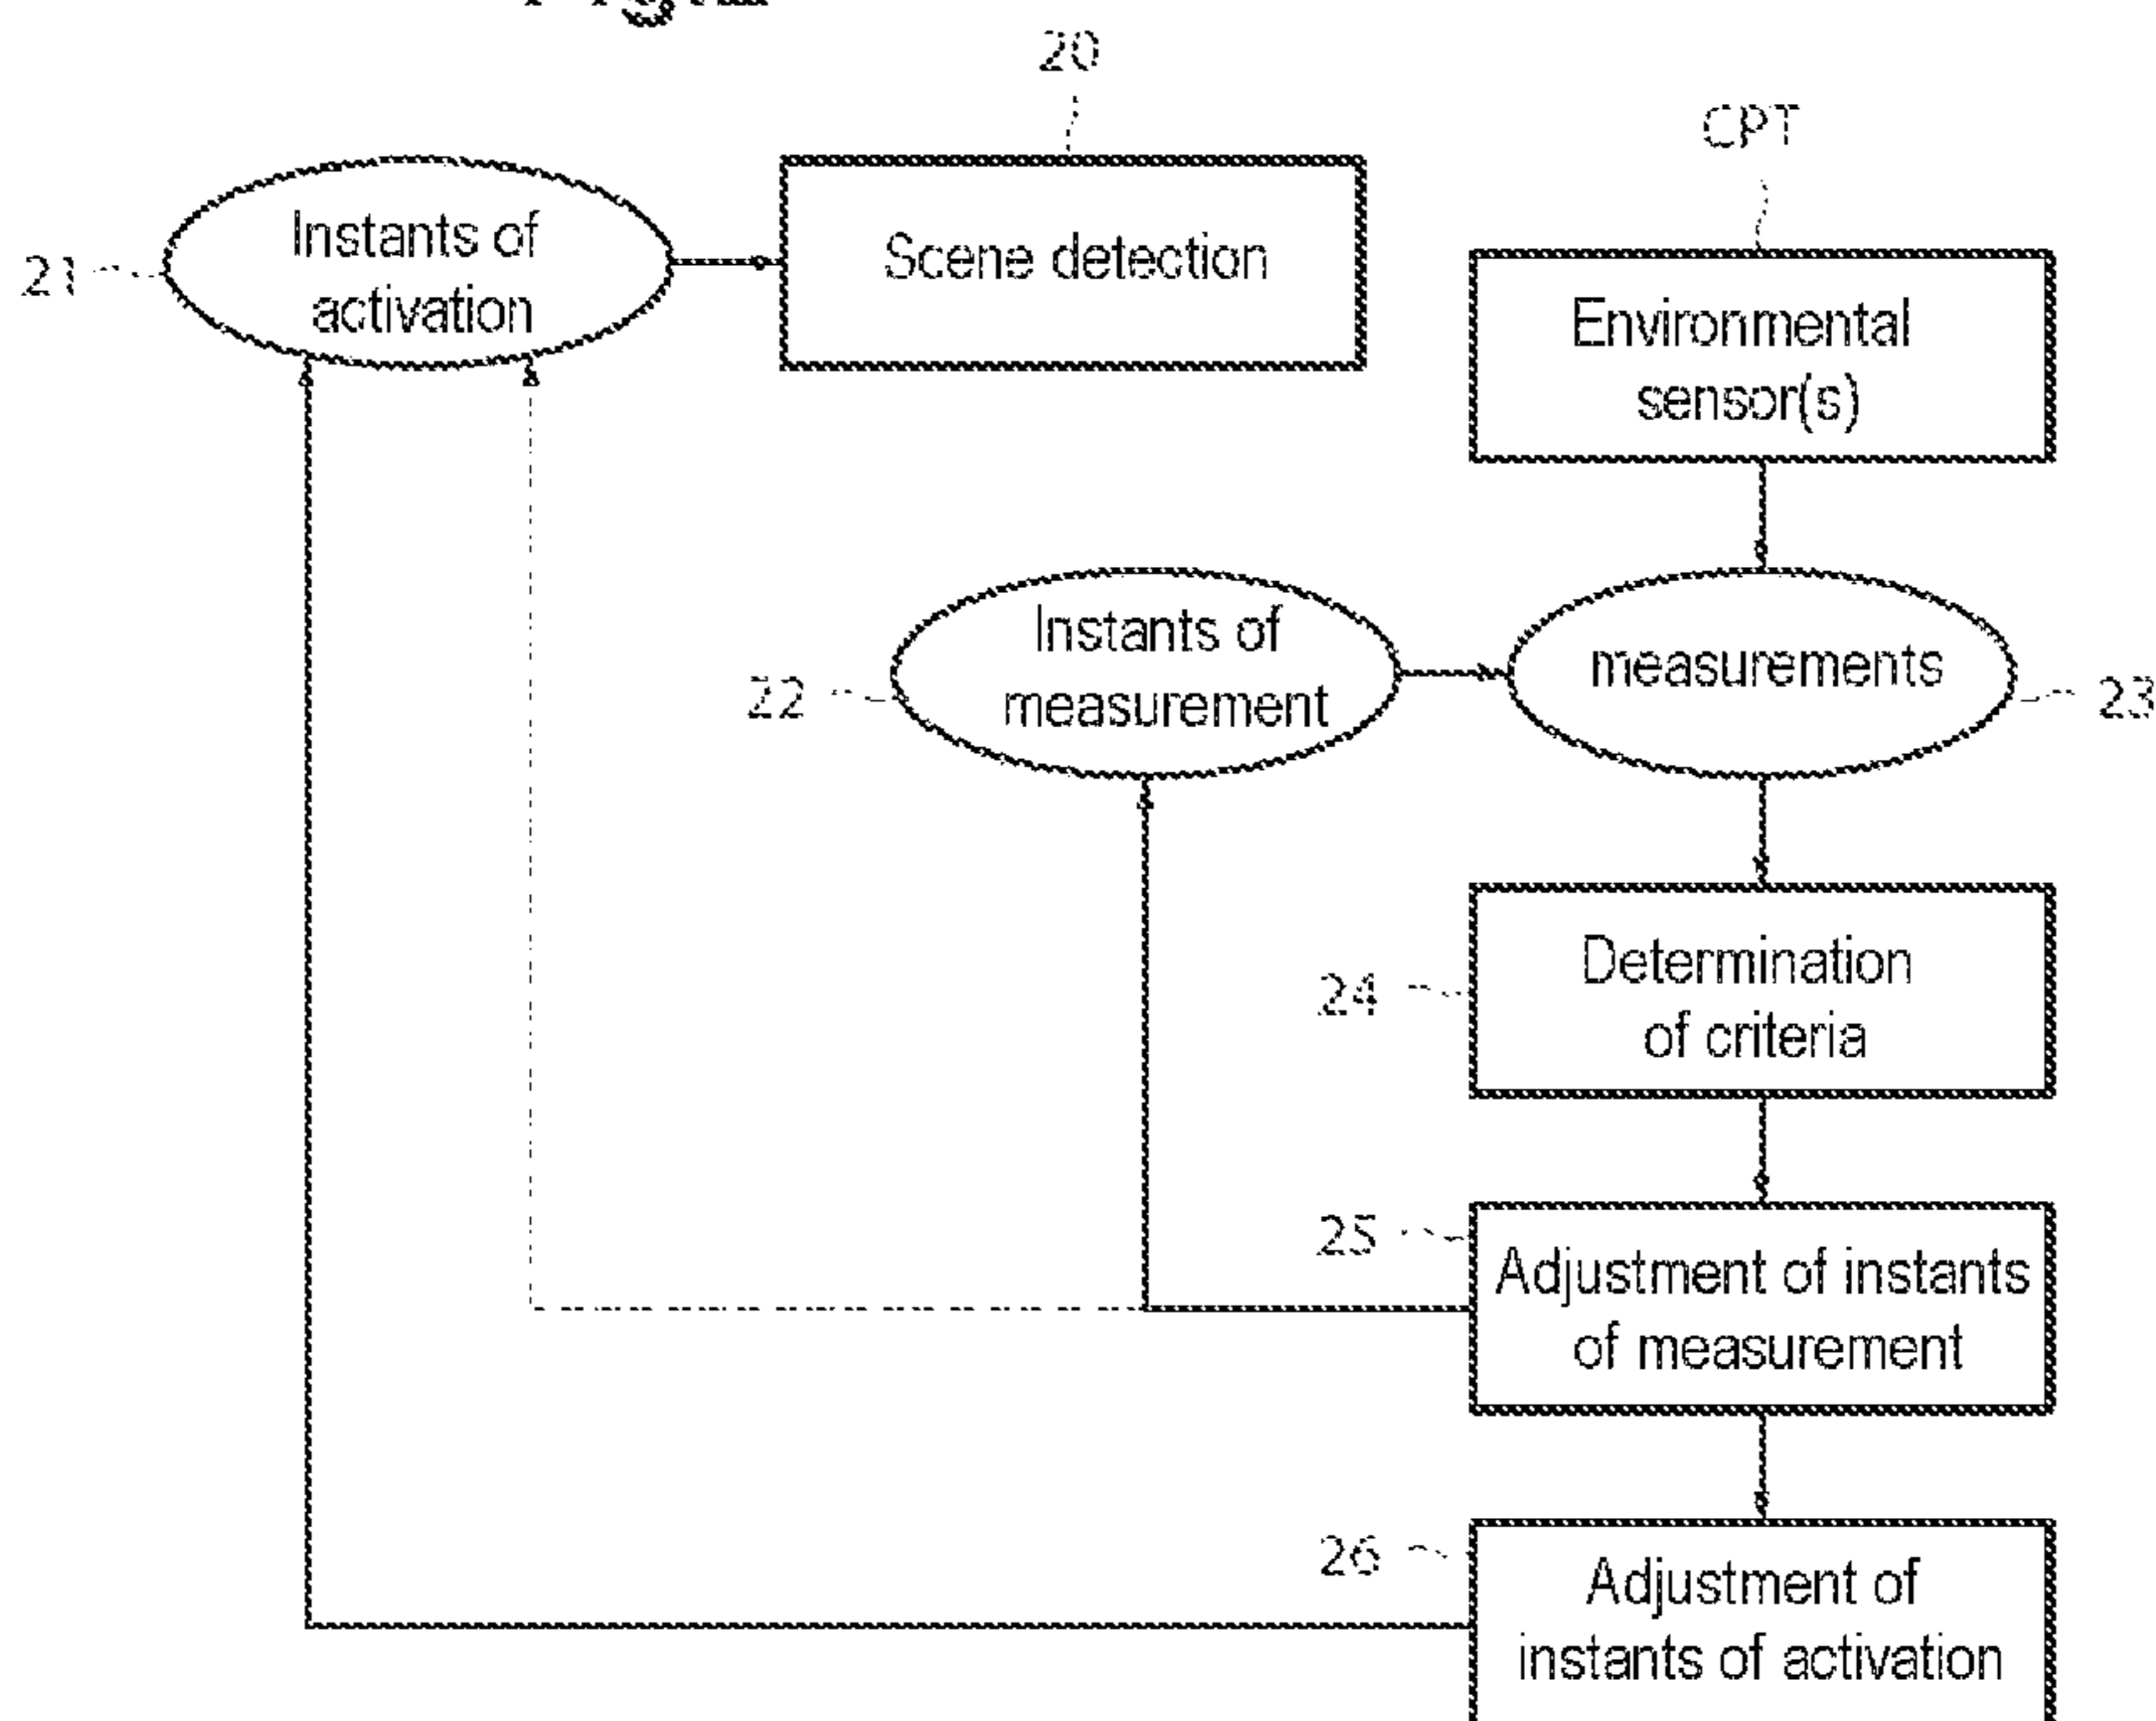 20
CPT
Instants of
activation
Scene detection
21
Environmental
sensor(s)
Instants of
measurement
measurements
22
23
Determination
of criteria
24
25
Adjustment of instants
of measurement
26
Adjustment of
instants of activation